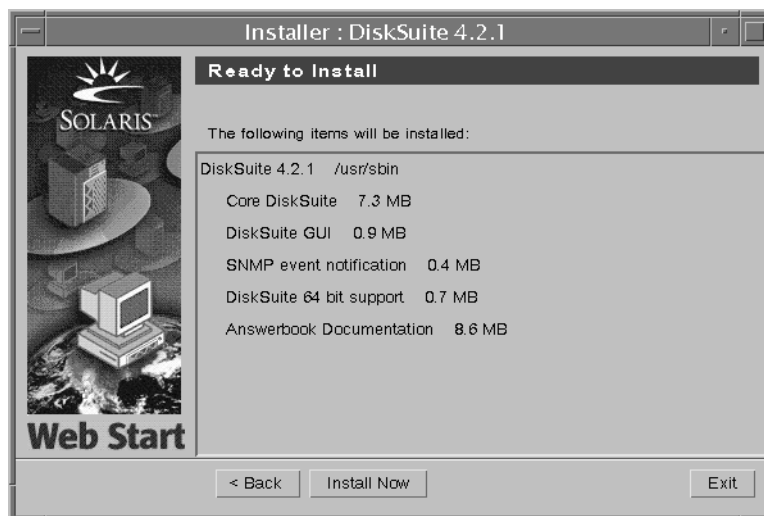 Installer : DiskSuite 4.2.1
SOLARIS™
Web Start
Ready to Install
The following items will be installed:
DiskSuite 4.2.1 /usr/sbin
Core DiskSuite 7.3 MB
DiskSuite GUI 0.9 MB
SNMP event notification 0.4 MB
DiskSuite 64 bit support 0.7 MB
Answerbook Documentation 8.6 MB
< Back Install Now Exit